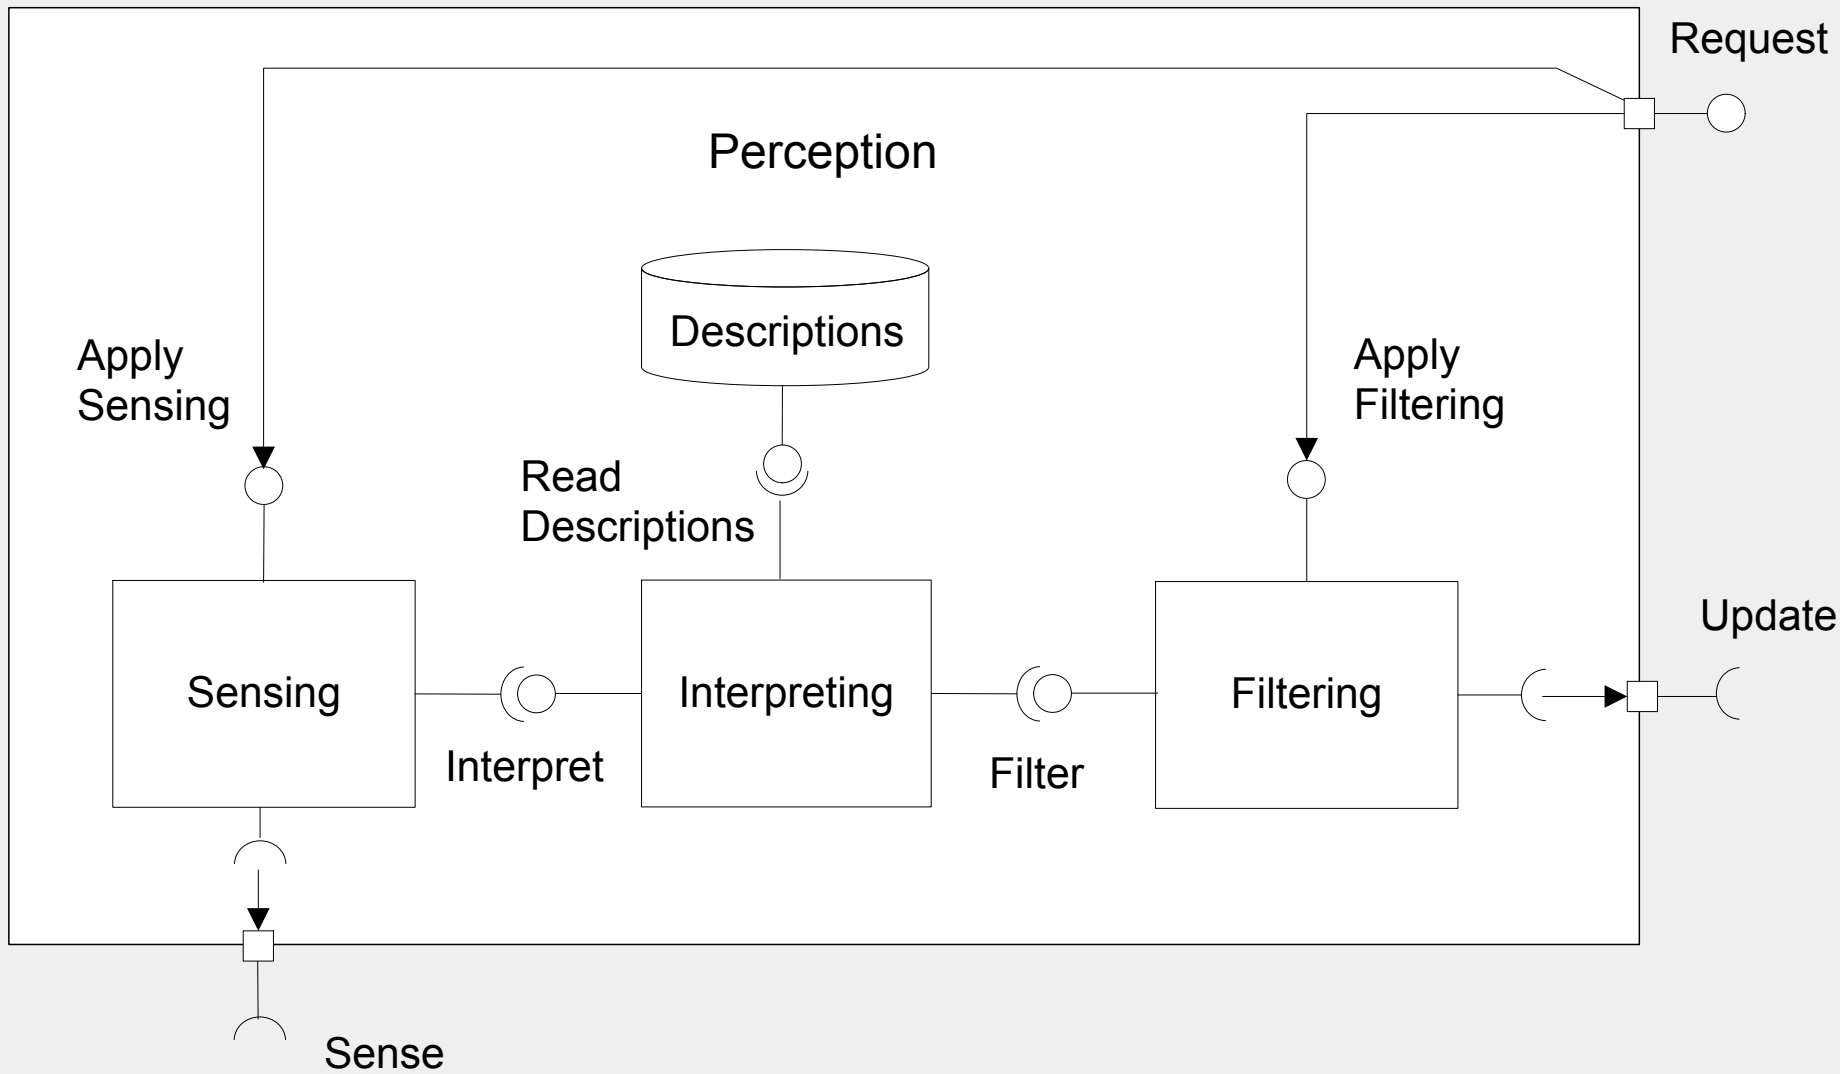 Request
Perception
Descriptions
Apply
Sensing
Apply
Filtering
Read
Descriptions
Update
Sensing
Interpreting
Filtering
Interpret
Filter
Sense